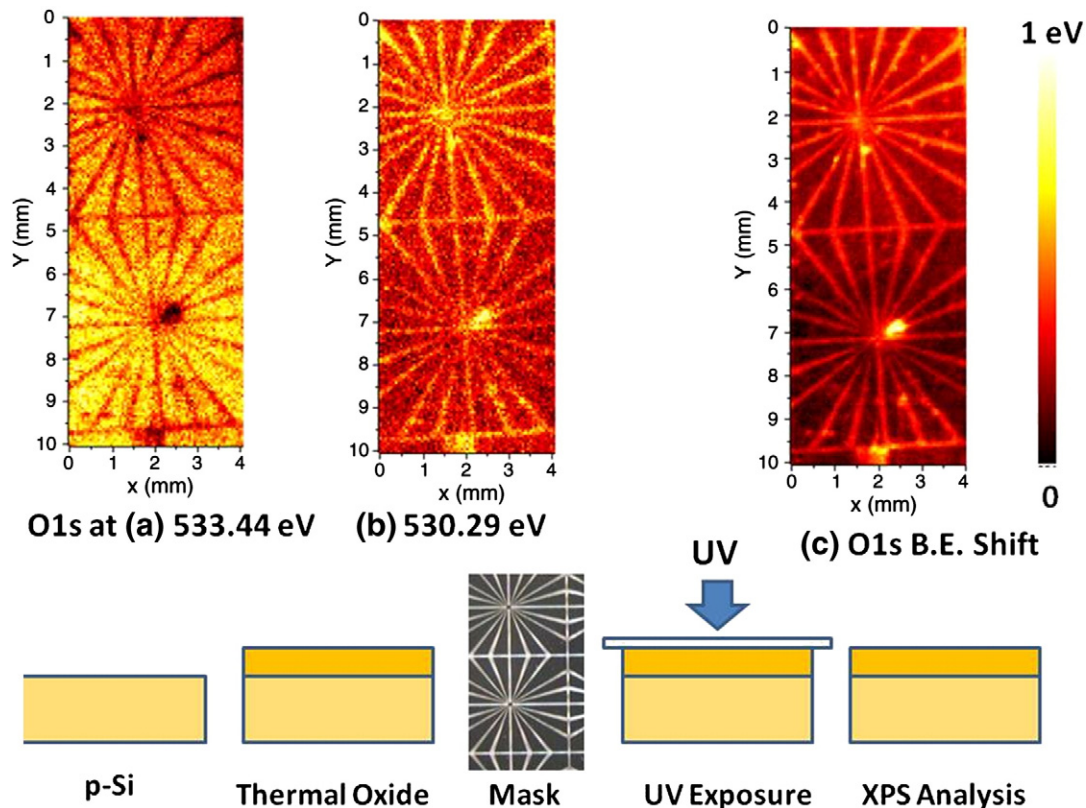 0
1
2
3
4
5
6
7
8
9
10
Y (mm)
0 1 2 3 4
x (mm)
0
1
2
3
4
5
6
7
8
9
10
Y (mm)
0 1 2 3 4
x (mm)
0
1
2
3
4
5
6
7
8
9
10
Y (mm)
0 1 2 3 4
x (mm)
1 eV
0
O1s at (a) 533.44 eV
(b) 530.29 eV
(c) O1s B.E. Shift
UV
p-Si
Thermal Oxide
Mask
UV Exposure
XPS Analysis